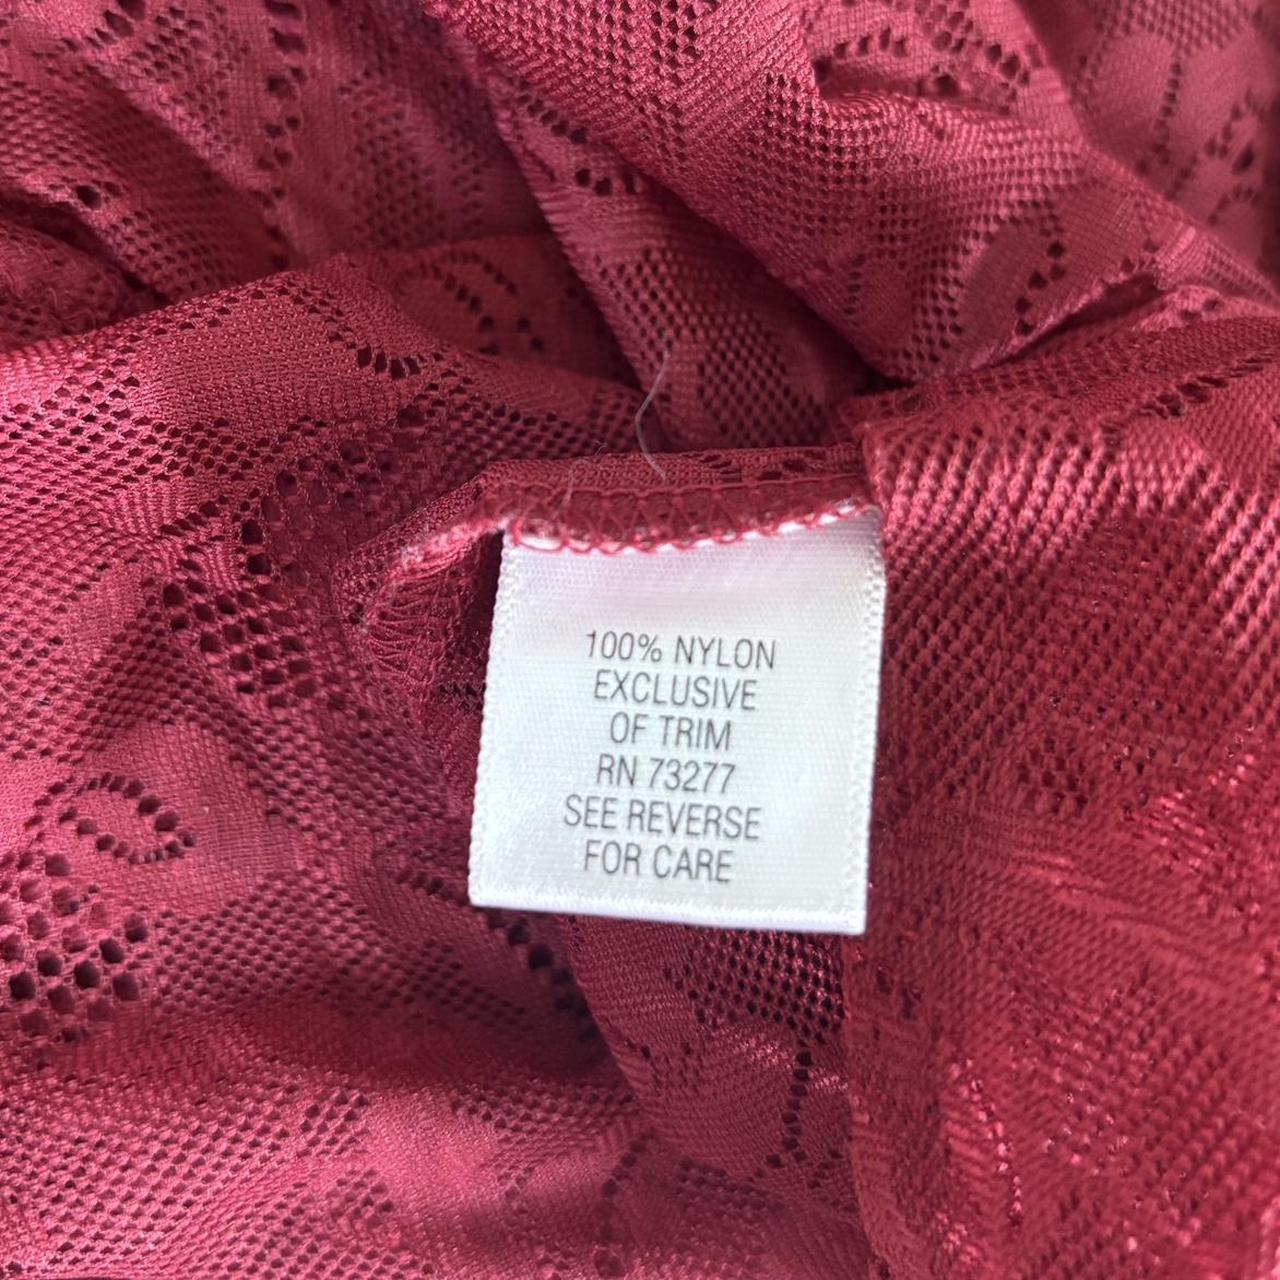 100% NYLON
EXCLUSIVE
OF TRIM
RN 73277
SEE REVERSE
FOR CARE